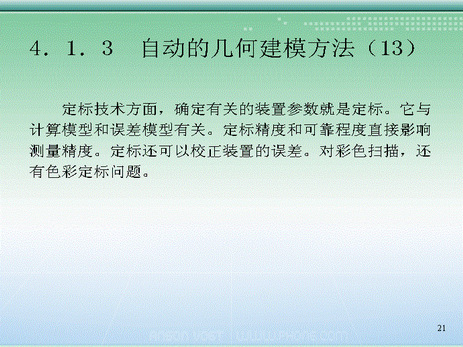 4．1．3　自动的几何建模方法（13）
定标技术方面，确定有关的装置参数就是定标。它与
计算模型和误差模型有关。定标精度和可靠程度直接影响
测量精度。定标还可以校正装置的误差。对彩色扫描，还
有色彩定标问题。
21